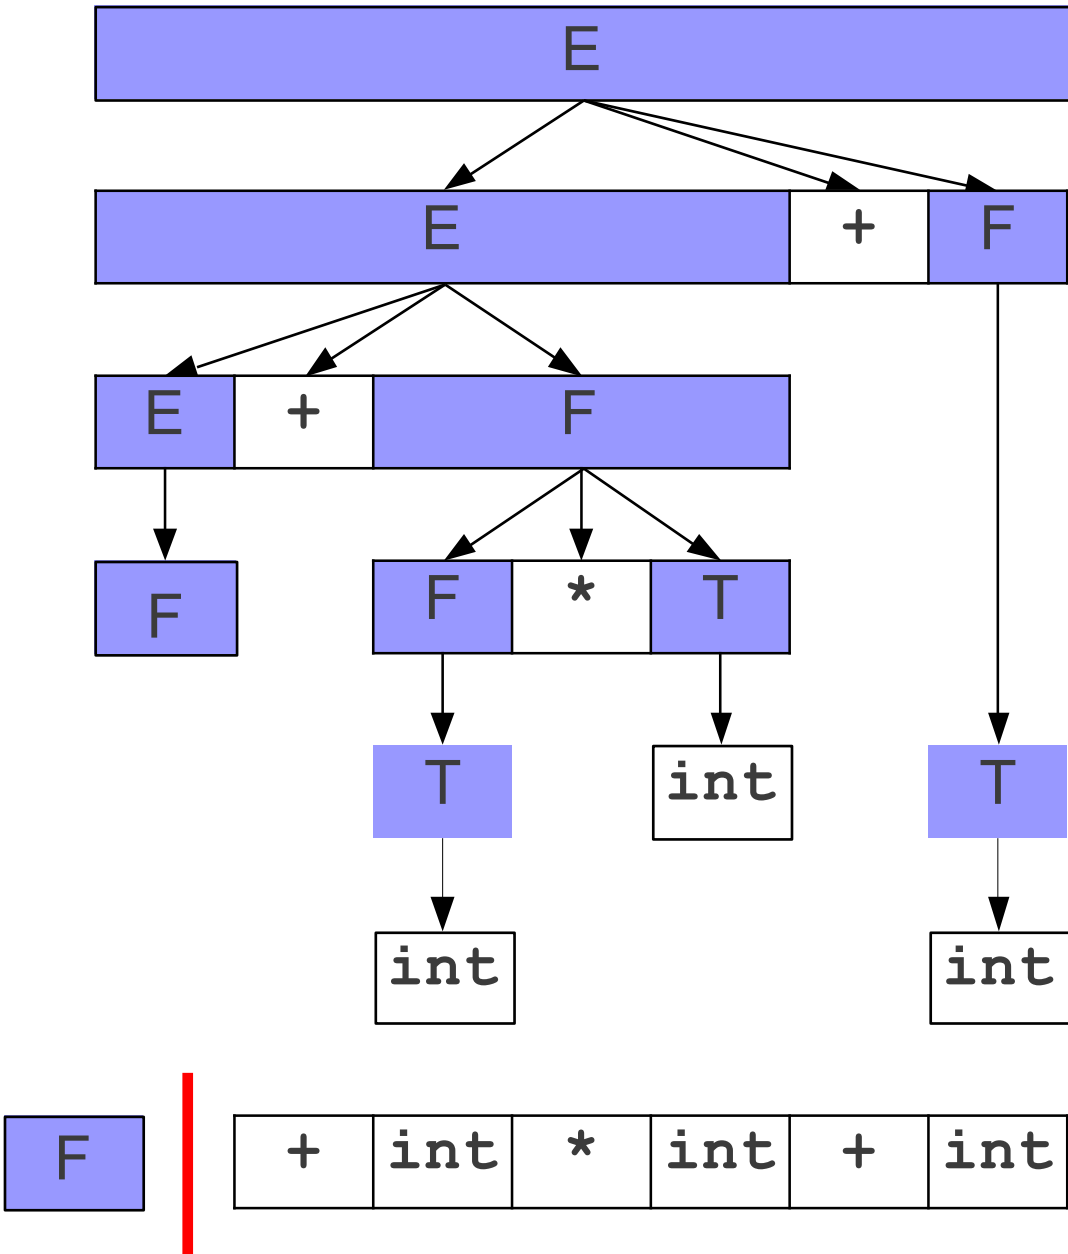 E
E + F
E + F
F F * T
T int T
int int
F + int * int + int